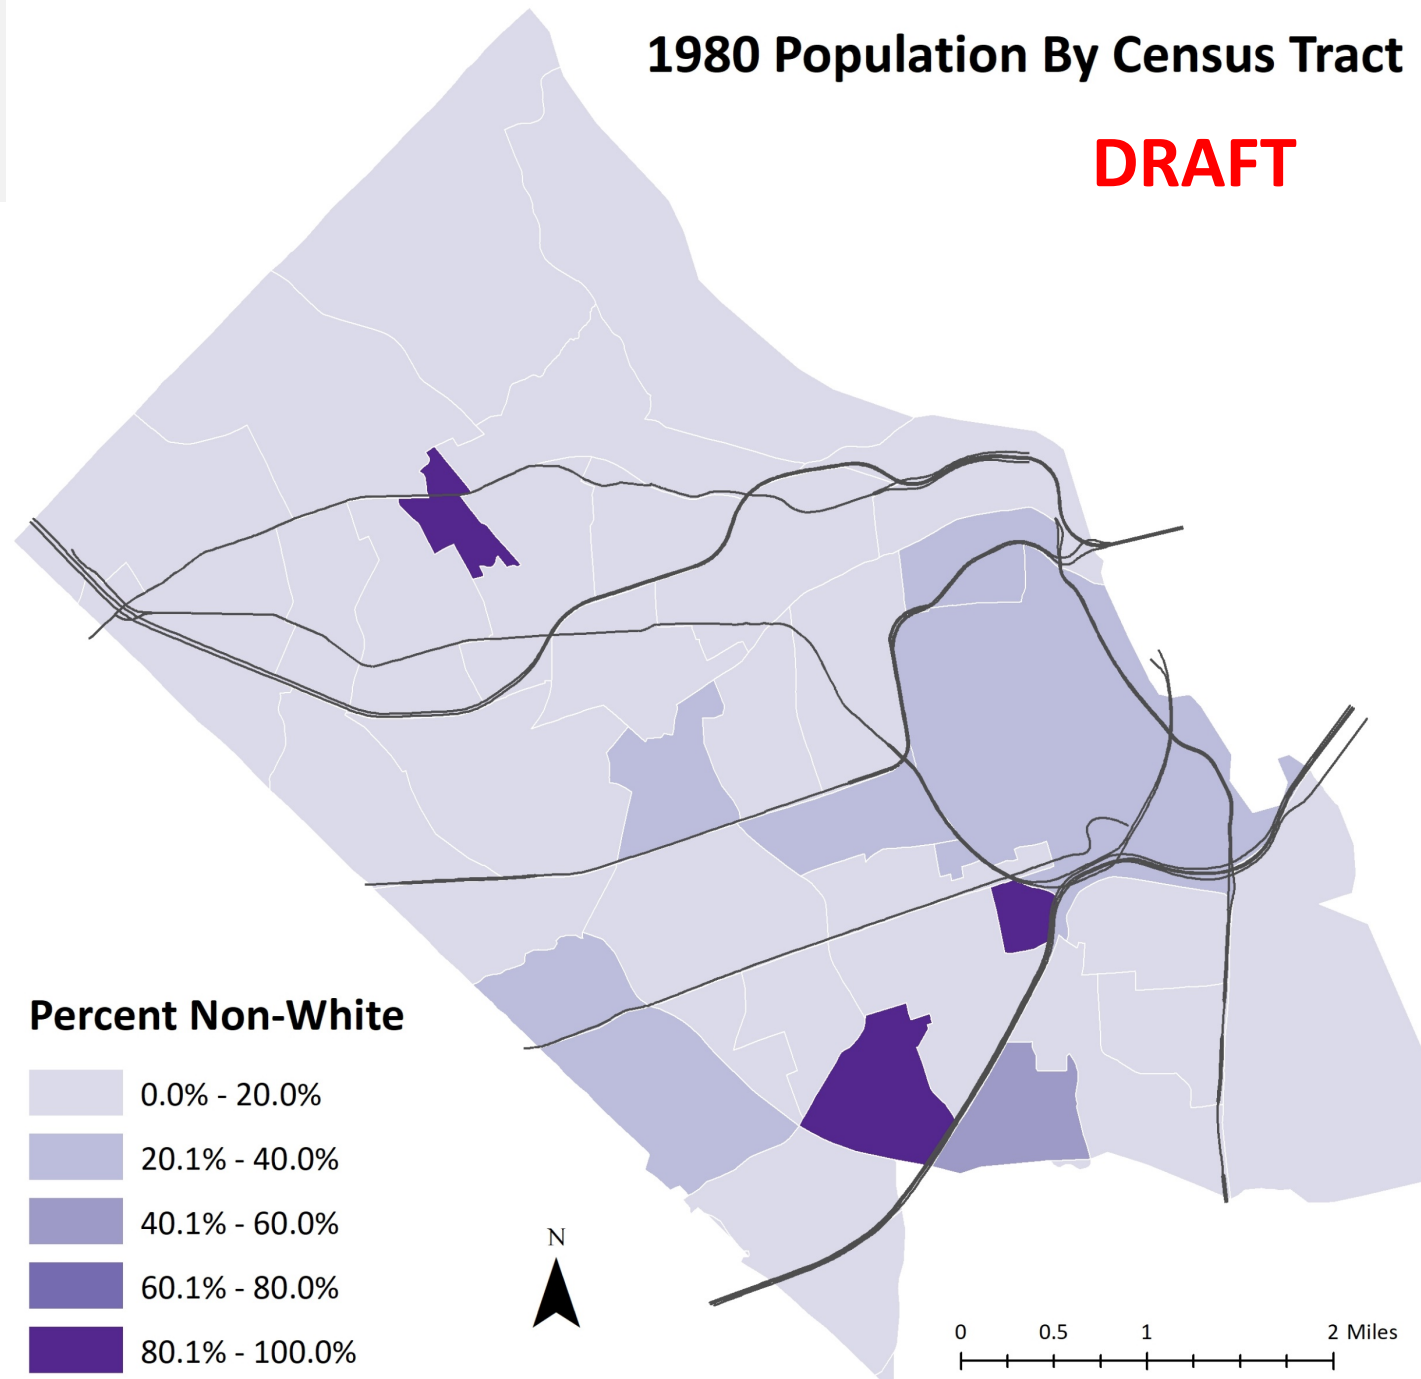 1980 Population By Census Tract
DRAFT
Percent Non-White
0.0% - 20.0%
20.1% - 40.0%
40.1% - 60.0%
60.1% - 80.0%
80.1% - 100.0%
N
0 0.5 1 2 Miles